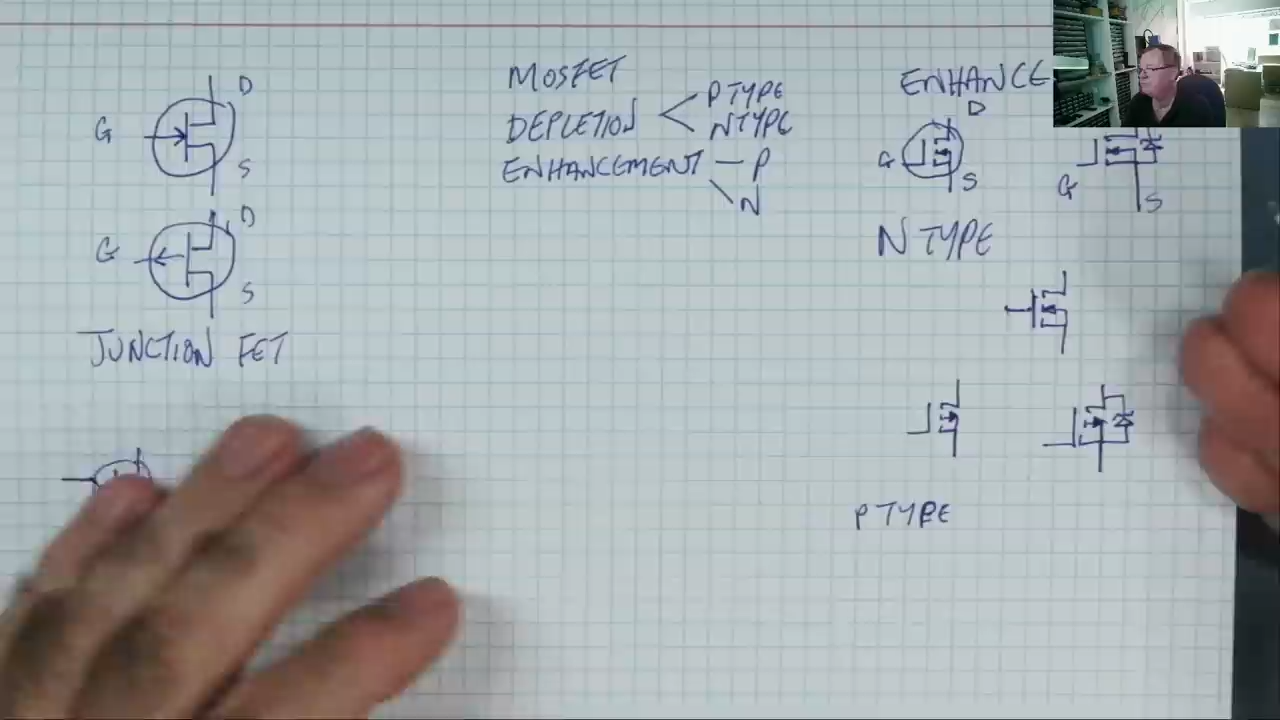 D
G
S
D
G
S
JUNCTION FET
MOSFET
DEPLETION
P TYPE
N TYPE
ENHANCEMENT — P
N
ENHANCE
D
G
S
G
S
N TYPE
P TYPE